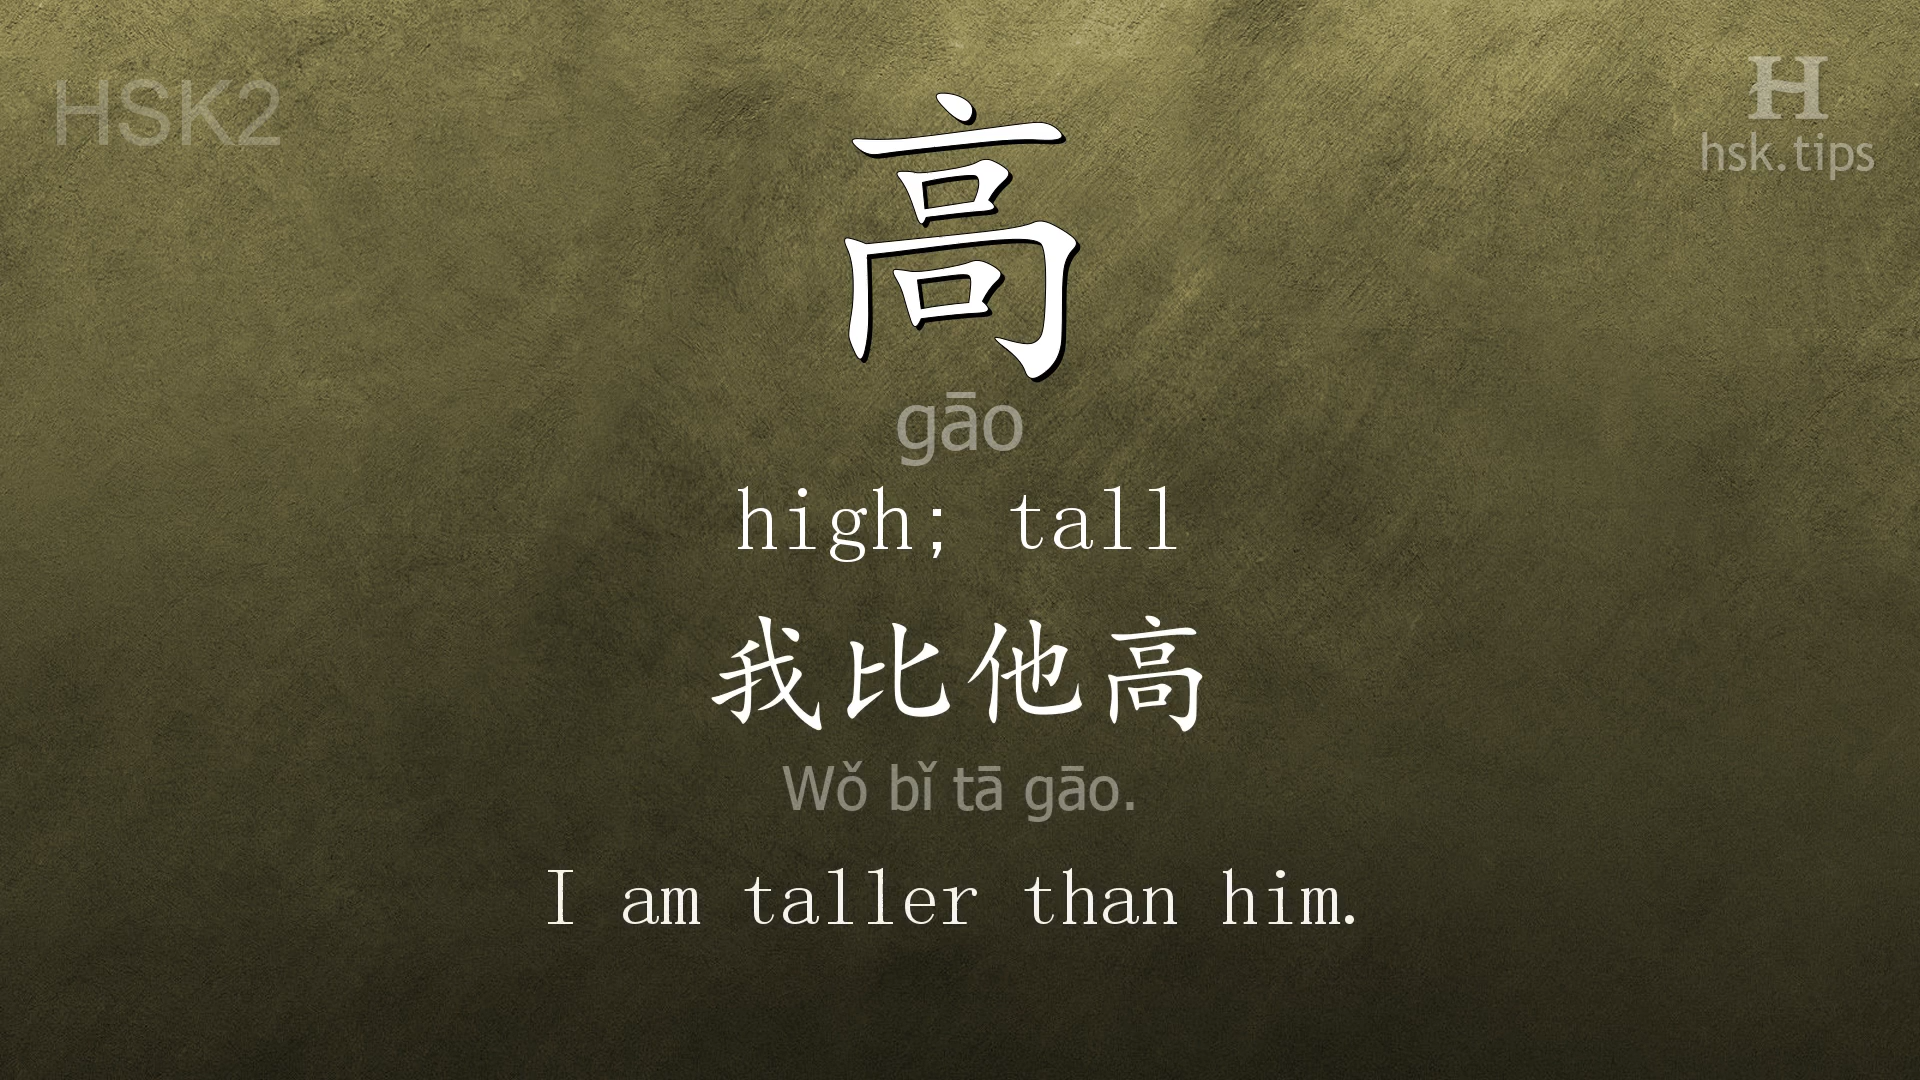 HSK2
H
hsk.tips
高
gāo
high; tall
我比他高
Wǒ bǐ tā gāo.
I am taller than him.